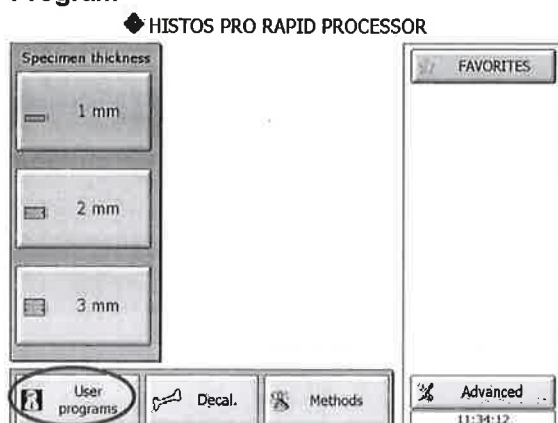 Program
HISTOS PRO RAPID PROCESSOR
Specimen thickness
1 mm
2 mm
3 mm
FAVORITES
User
programs
Decal.
Methods
Advanced
11:34:12